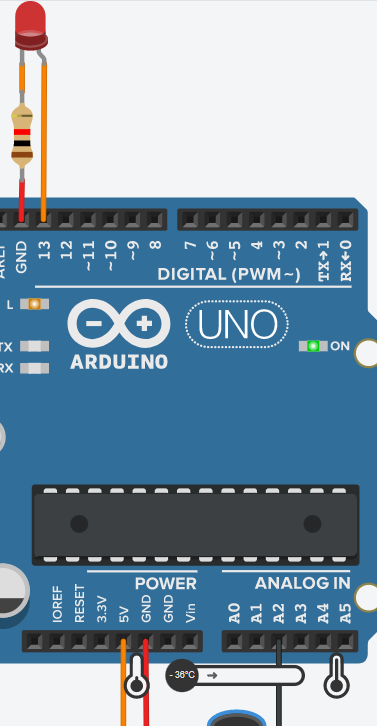 AREF
GND
13
12
~11
~10
~9
8
7
~6
~5
4
~3
2
TX→1
RX←0
DIGITAL (PWM~)
L
TX
RX
UNO
ARDUINO
ON
POWER
ANALOG IN
IOREF
RESET
3.3V
5V
GND
GND
Vin
A0
A1
A2
A3
A4
A5
-36°C